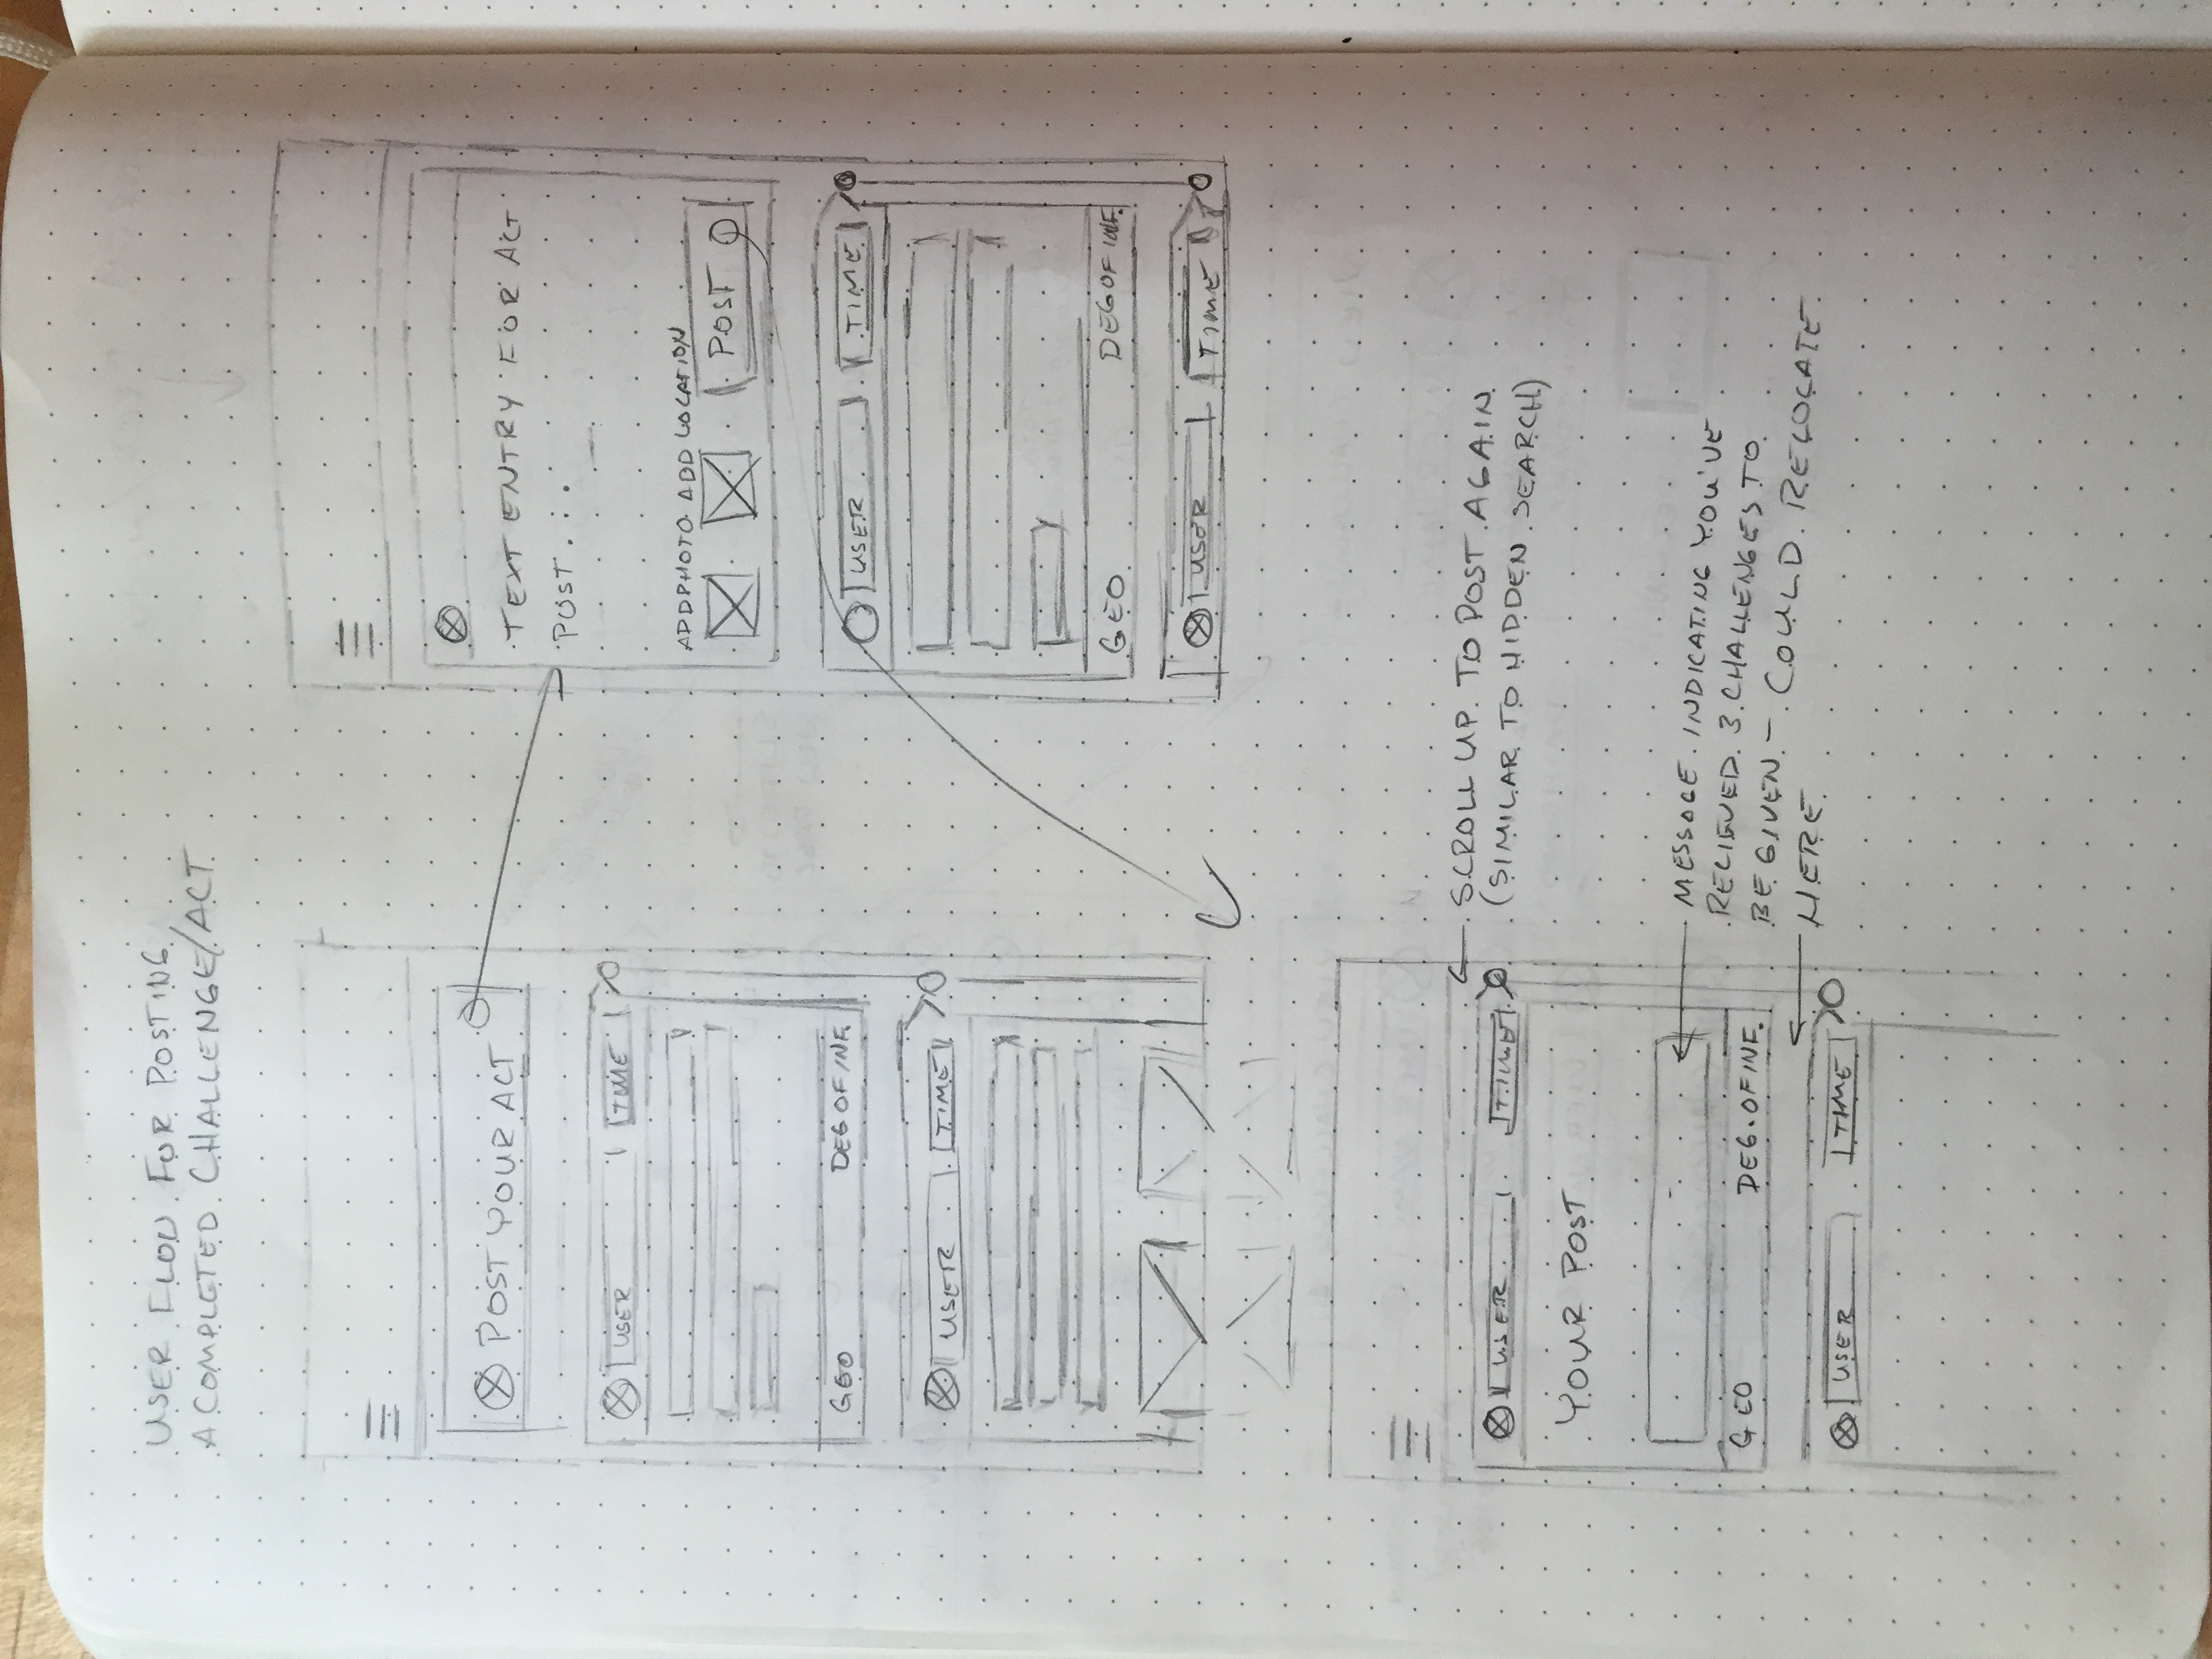 USER FLOW FOR POSTING
A COMPLETED CHALLENGE/ACT
POST YOUR ACT
USER TIME
GEO DEG OF INF.
USER TIME
TEXT ENTRY FOR ACT
POST...
ADD PHOTO ADD LOCATION
POST
USER TIME
GEO DEG OF INF.
USER TIME
USER TIME
YOUR POST
GEO DEG. OF INF.
USER TIME
SCROLL UP TO POST AGAIN
(SIMILAR TO HIDDEN SEARCH)
MESSAGE INDICATING YOU'VE
RECIEVED 3 CHALLENGES TO
BE GIVEN — COULD RELOCATE
HERE.